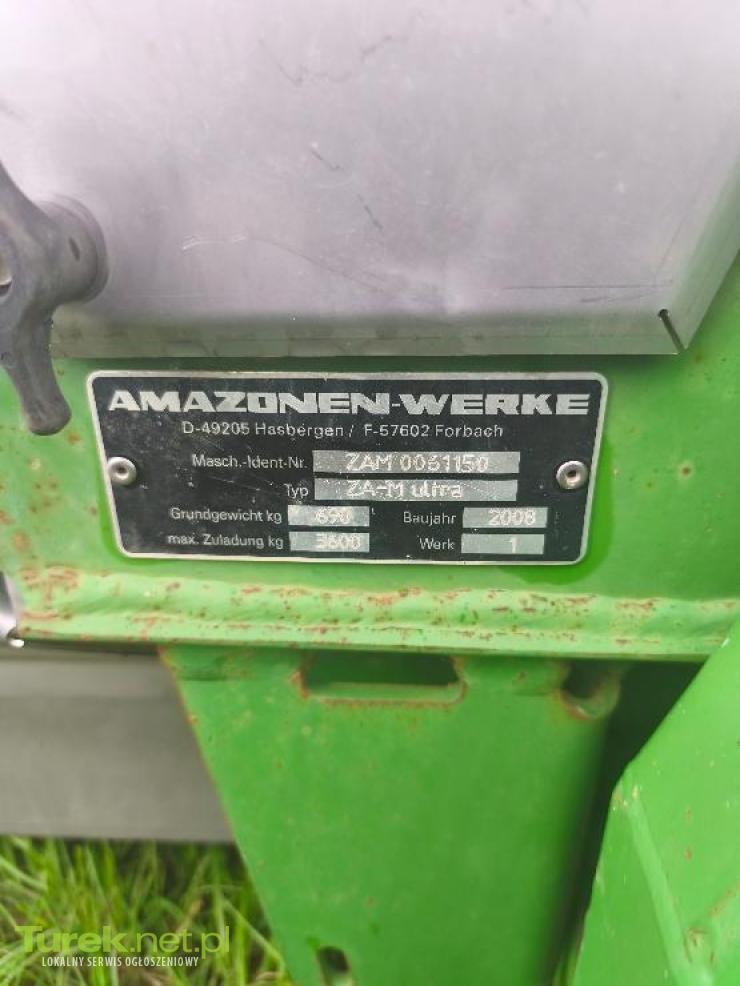 AMAZONEN-WERKE
D-49205 Hasbergen / F-57602 Forbach
Masch.-Ident-Nr. ZAM 0061150
Typ ZA-M ultra
Grundgewicht kg 690 Baujahr 2008
max. Zuladung kg 3600 Werk 1
Turek.net.pl
LOKALNY SERWIS OGŁOSZENIOWY